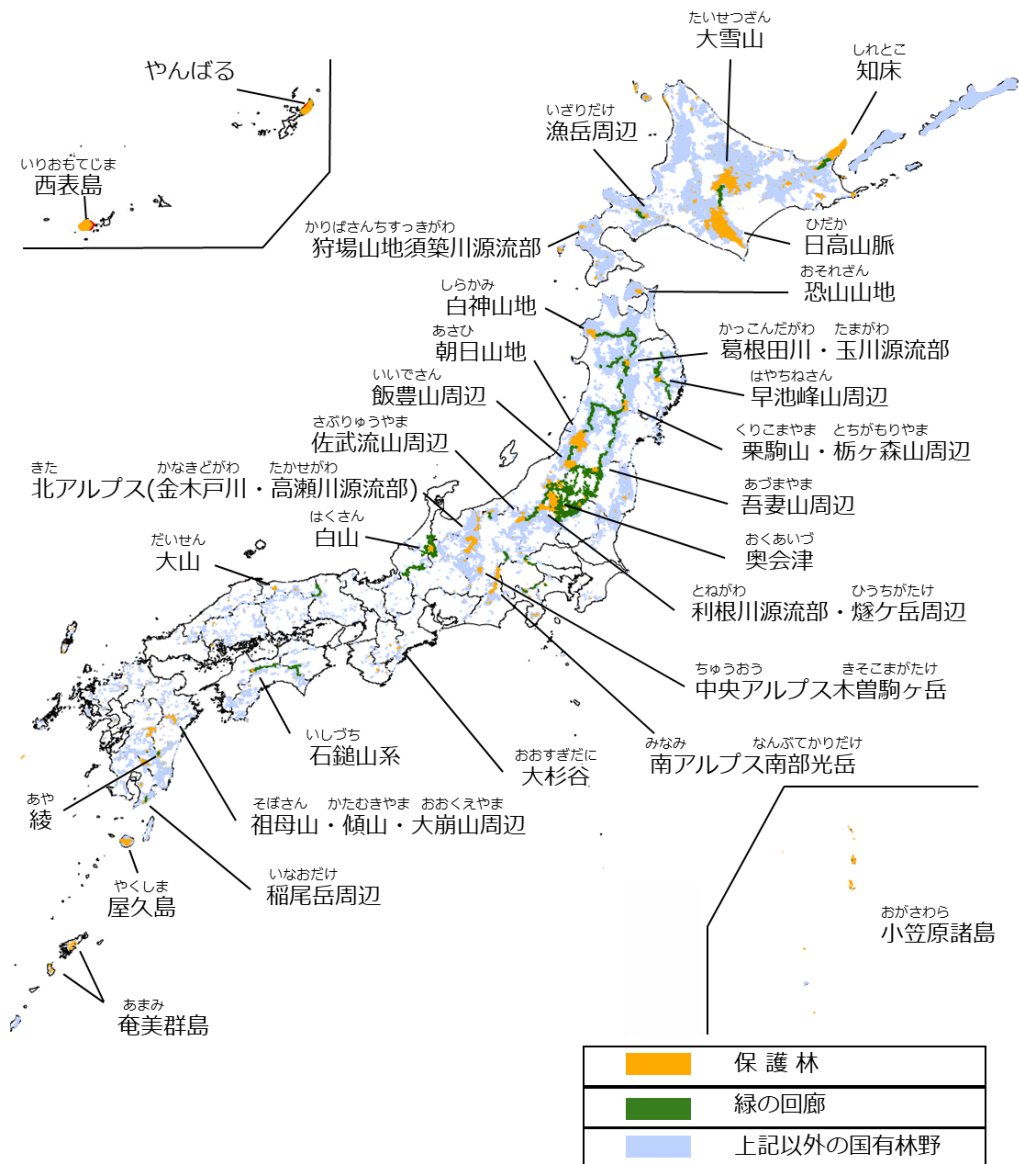 たいせつざん
大雪山
しれとこ
知床
やんばる
いざりだけ
漁岳周辺
いりおもてじま
西表島
かりばさんちすっきがわ
狩場山地須築川源流部
ひだか
日高山脈
おそれざん
恐山山地
しらかみ
白神山地
かっこんだがわ たまがわ
葛根田川・玉川源流部
あさひ
朝日山地
はやちねさん
早池峰山周辺
いいでさん
飯豊山周辺
さぶりゅうやま
佐武流山周辺
くりこまやま とちがもりやま
栗駒山・栃ヶ森山周辺
きた かなきどがわ たかせがわ
北アルプス(金木戸川・高瀬川源流部)
あづまやま
吾妻山周辺
はくさん
白山
だいせん
大山
おくあいづ
奥会津
とねがわ ひうちがたけ
利根川源流部・燧ケ岳周辺
ちゅうおう きそこまがたけ
中央アルプス木曽駒ヶ岳
みなみ なんぶてかりだけ
南アルプス南部光岳
いしづち
石鎚山系
おおすぎだに
大杉谷
あや
綾
そぼさん かたむきやま おおくえやま
祖母山・傾山・大崩山周辺
いなおだけ
稲尾岳周辺
やくしま
屋久島
おがさわら
小笠原諸島
あまみ
奄美群島
保 護 林
緑の回廊
上記以外の国有林野